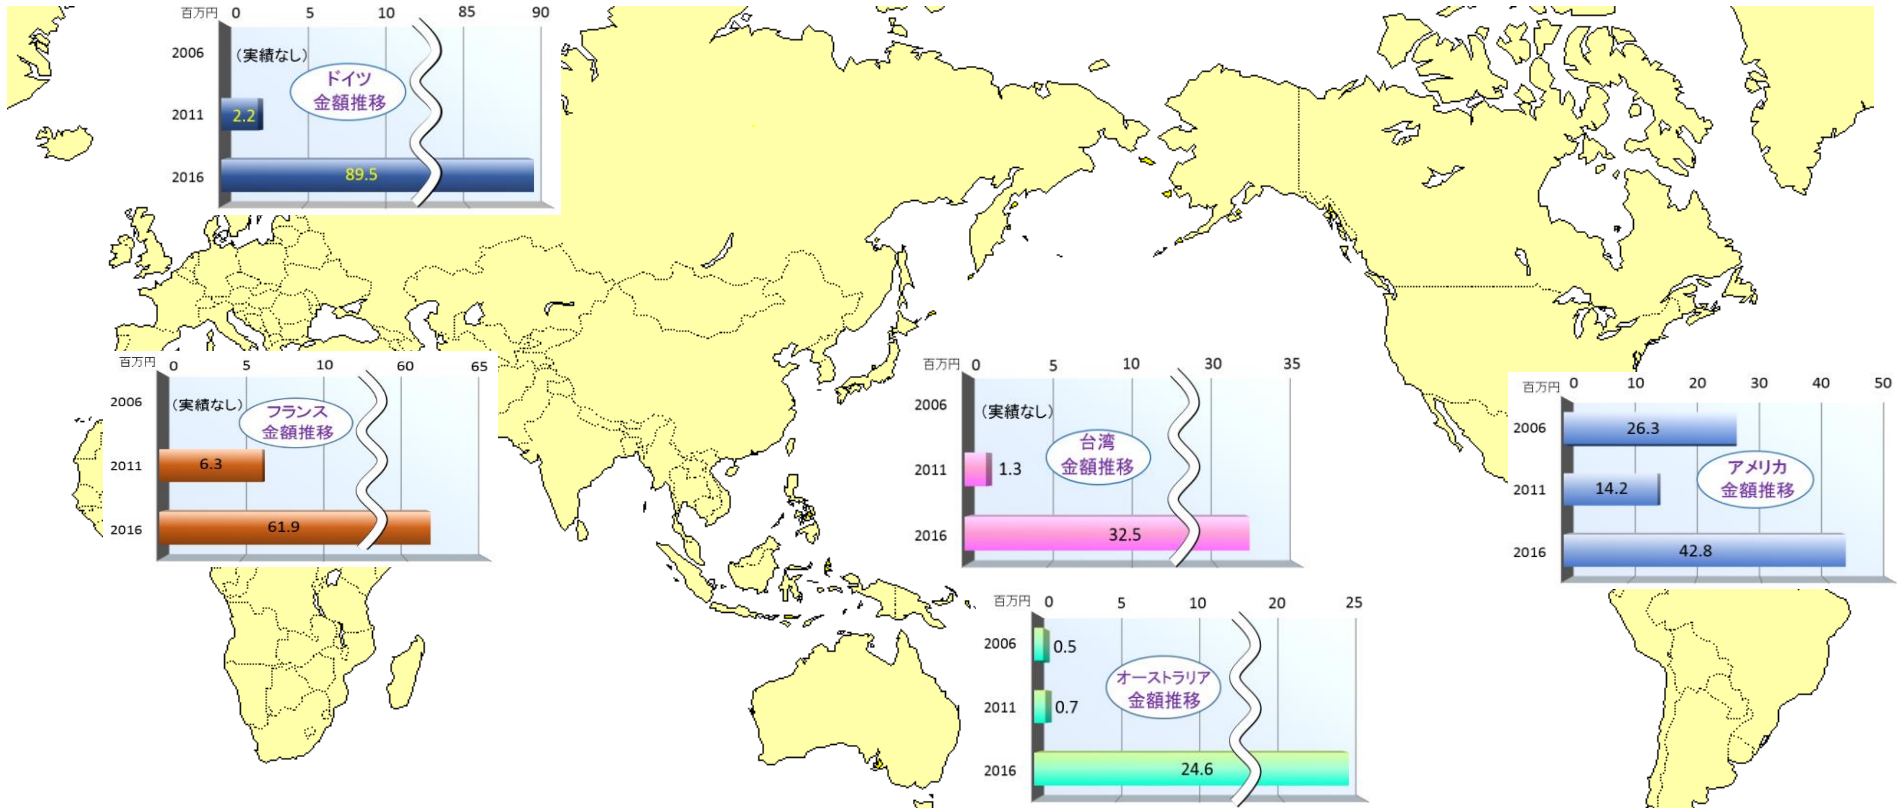 百万円 0 5 10 85 90
2006 (実績なし)
ドイツ
金額推移
2011 2.2
2016 89.5
百万円 0 5 10 60 65
2006 (実績なし)
フランス
金額推移
2011 6.3
2016 61.9
百万円 0 5 10 30 35
2006 (実績なし)
台湾
金額推移
2011 1.3
2016 32.5
百万円 0 10 20 30 40 50
2006 26.3
アメリカ
金額推移
2011 14.2
2016 42.8
百万円 0 5 10 20 25
2006 0.5
オーストラリア
金額推移
2011 0.7
2016 24.6